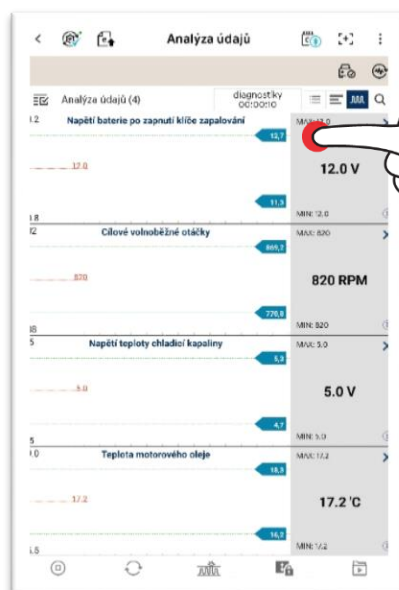 Analýza údajů
Analýza údajů (4)
diagnostiky
00:00:10
Napětí baterie po zapnutí klíče zapalování
12,7
12.0
11,3
12.0 V
MIN: 12.0
Cílové volnoběžné otáčky
MAX: 820
869,2
820
770,8
820 RPM
MIN: 820
Napětí teploty chladicí kapaliny
MAX: 5.0
5,3
5.0
4,7
5.0 V
MIN: 5.0
Teplota motorového oleje
MAX: 17.2
18,3
17.2
16,2
17.2 °C
MIN: 17.2